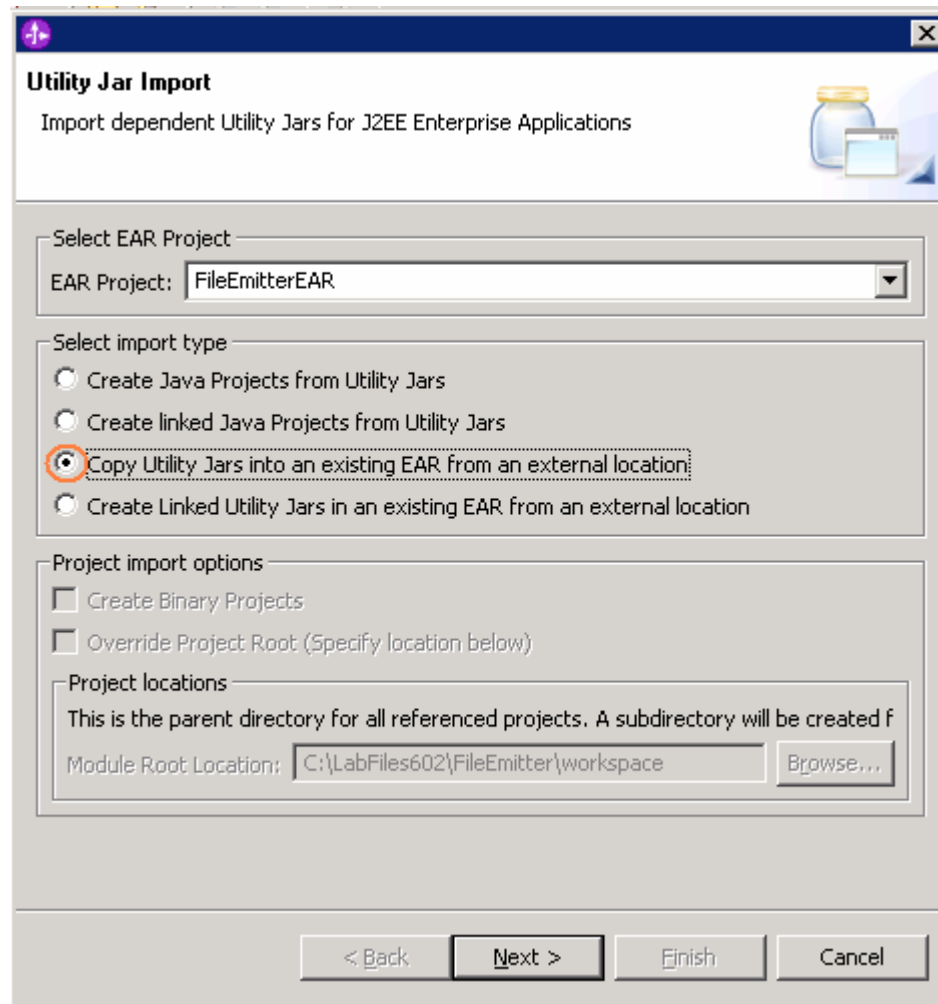 Utility Jar Import
Import dependent Utility Jars for J2EE Enterprise Applications
Select EAR Project
EAR Project: FileEmitterEAR
Select import type
Create Java Projects from Utility Jars
Create linked Java Projects from Utility Jars
Copy Utility Jars into an existing EAR from an external location
Create Linked Utility Jars in an existing EAR from an external location
Project import options
Create Binary Projects
Override Project Root (Specify location below)
Project locations
This is the parent directory for all referenced projects. A subdirectory will be created f
Module Root Location: C:\LabFiles602\FileEmitter\workspace Browse...
< Back Next > Finish Cancel